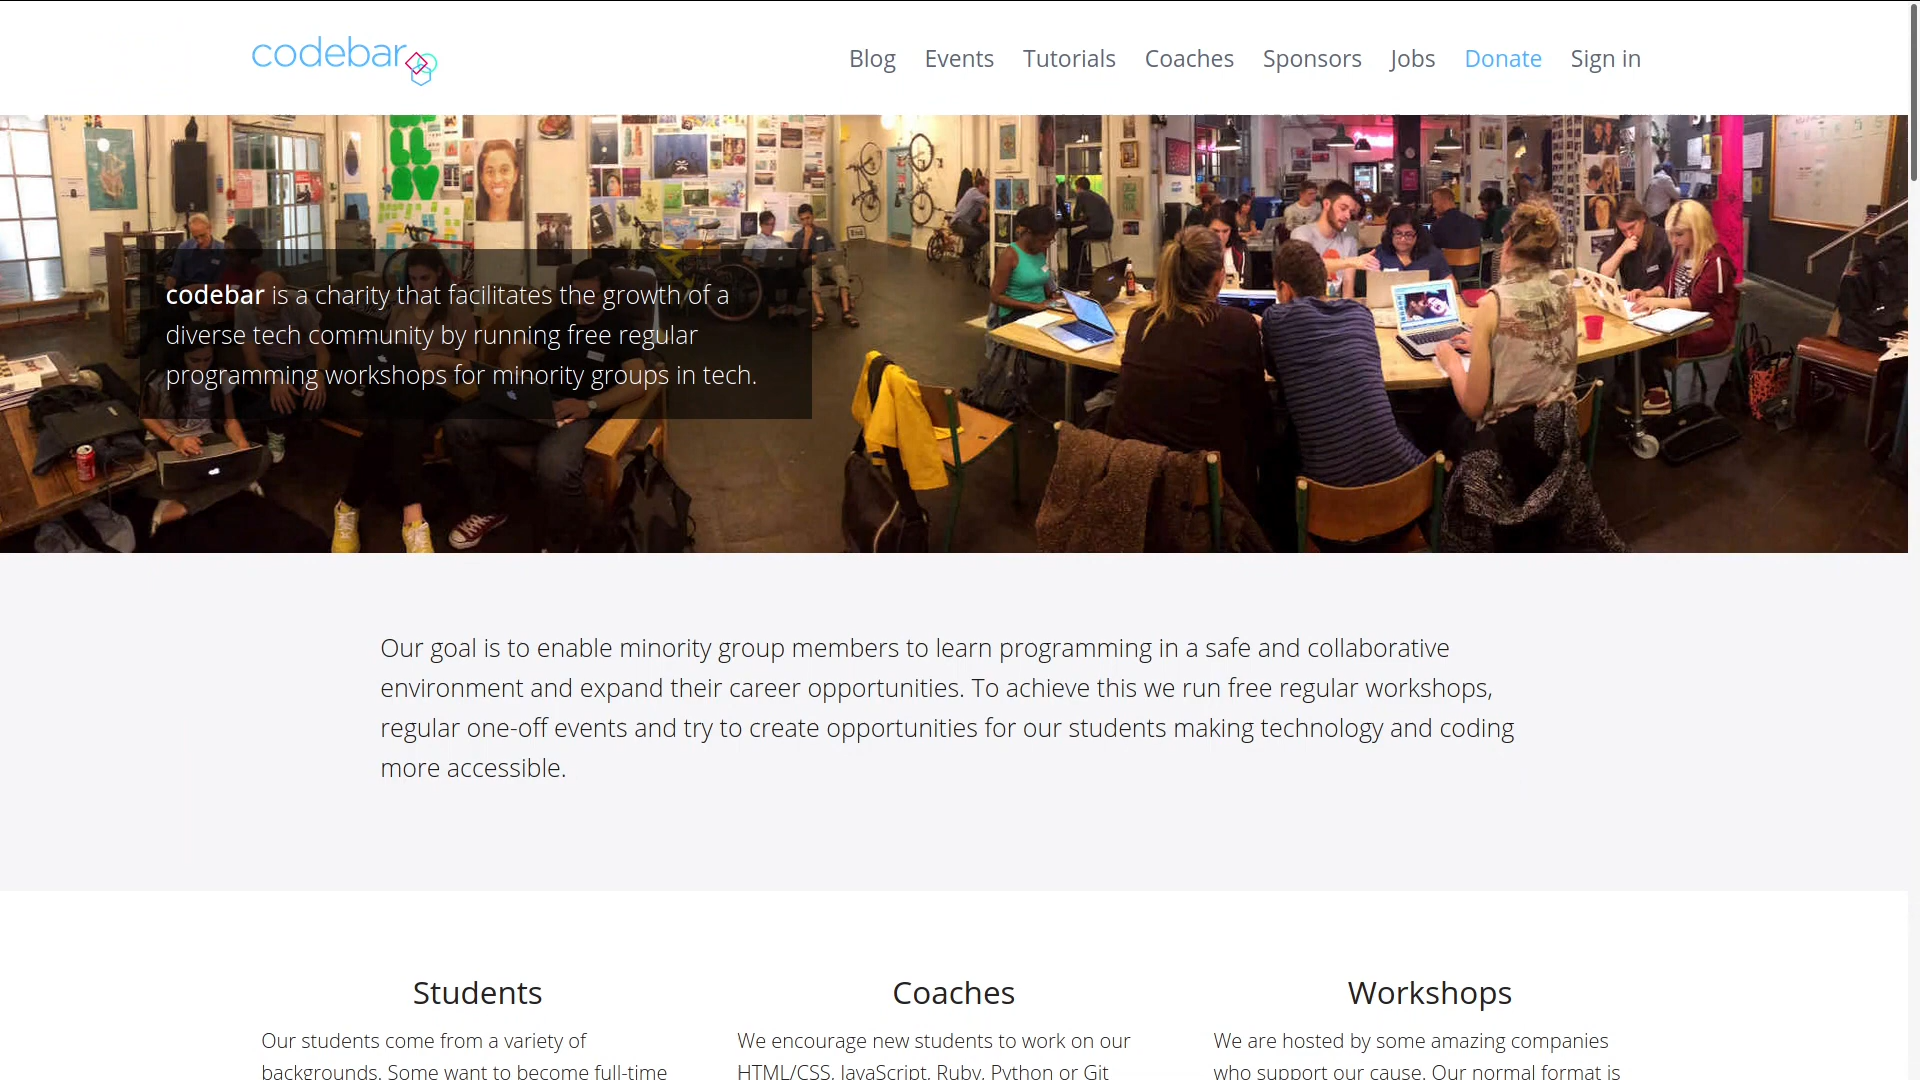 codebar
Blog Events Tutorials Coaches Sponsors Jobs Donate Sign in
codebar is a charity that facilitates the growth of a
diverse tech community by running free regular
programming workshops for minority groups in tech.
Our goal is to enable minority group members to learn programming in a safe and collaborative
environment and expand their career opportunities. To achieve this we run free regular workshops,
regular one-off events and try to create opportunities for our students making technology and coding
more accessible.
Students
Our students come from a variety of
backgrounds. Some want to become full-time
Coaches
We encourage new students to work on our
HTML/CSS, JavaScript, Ruby, Python or Git
Workshops
We are hosted by some amazing companies
who support our cause. Our normal format is